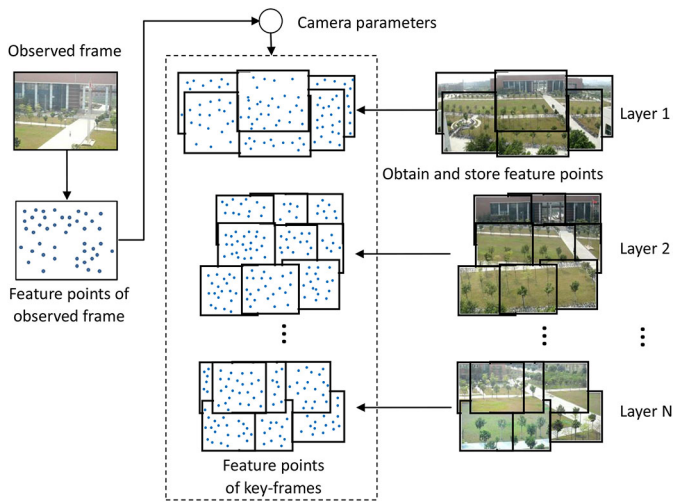 Camera parameters
Observed frame
Layer 1
Obtain and store feature points
Layer 2
Feature points of
observed frame
Layer N
Feature points
of key-frames